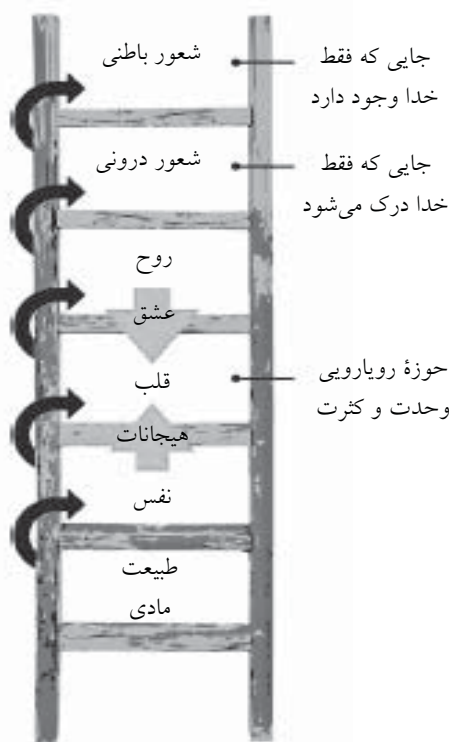 شعور باطنی
جایی که فقط
خدا وجود دارد
شعور درونی
جایی که فقط
خدا درک می‌شود
روح
عشق
قلب
حوزۀ رویارویی
وحدت و کثرت
هیجانات
نفس
طبیعت
مادی